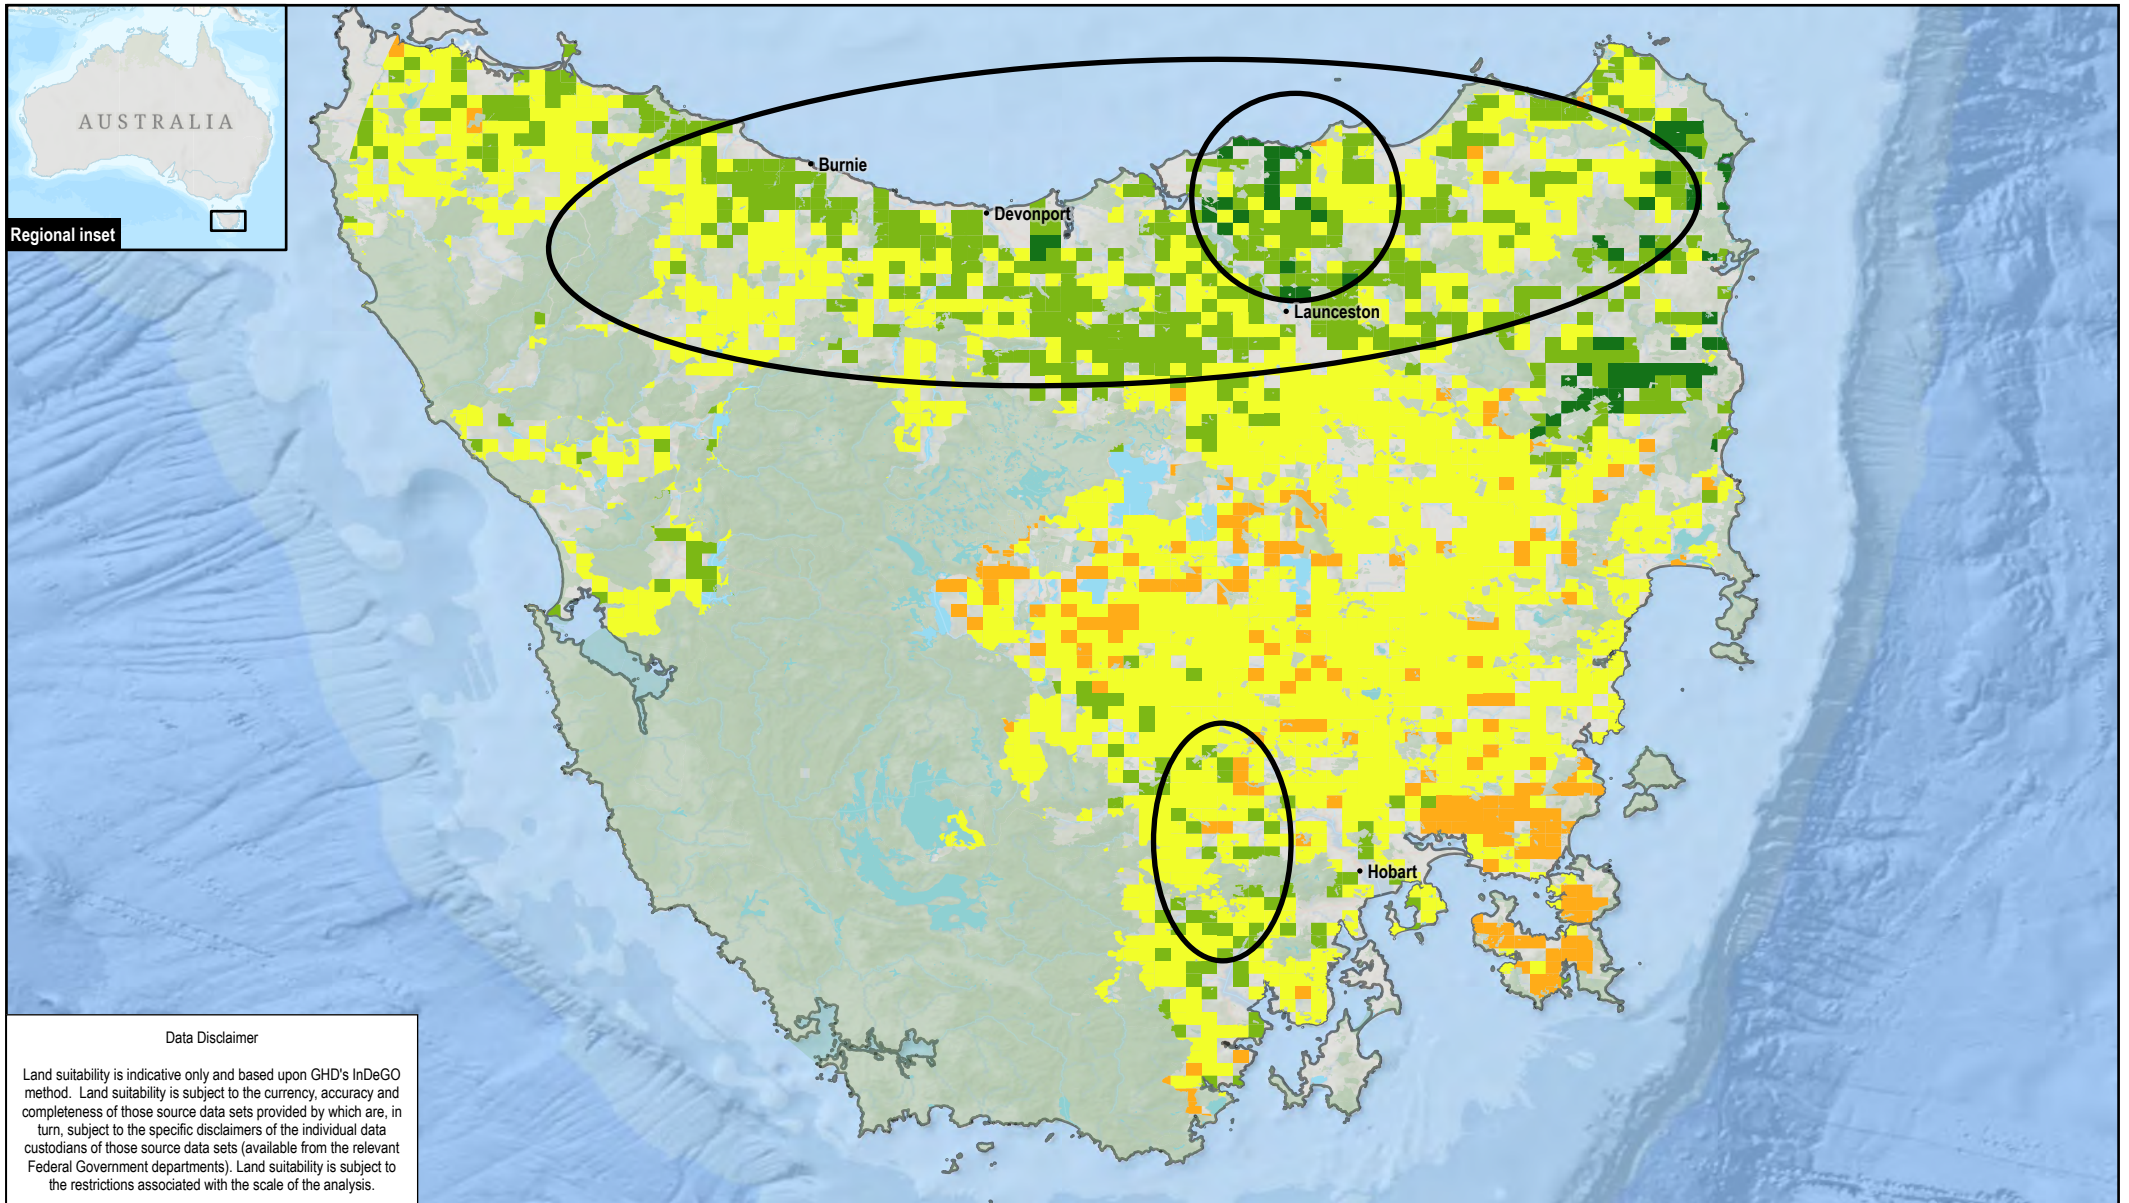 AUSTRALIA
Regional inset
Burnie
Devonport
Launceston
Hobart
Data Disclaimer
Land suitability is indicative only and based upon GHD's InDeGO
method. Land suitability is subject to the currency, accuracy and
completeness of those source data sets provided by which are, in
turn, subject to the specific disclaimers of the individual data
custodians of those source data sets (available from the relevant
Federal Government departments). Land suitability is subject to
the restrictions associated with the scale of the analysis.